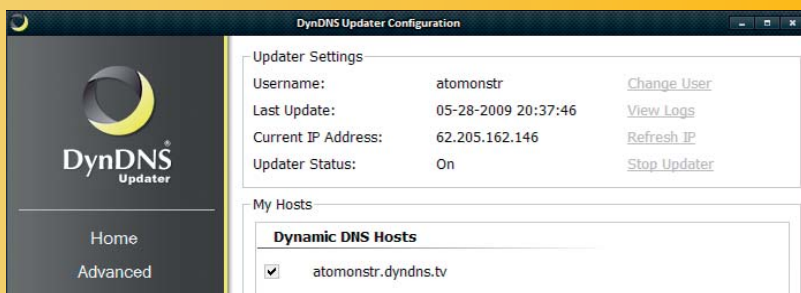 DynDNS Updater Configuration
DynDNS®
Updater
Home
Advanced
Updater Settings
Username: atomonstr Change User
Last Update: 05-28-2009 20:37:46 View Logs
Current IP Address: 62.205.162.146 Refresh IP
Updater Status: On Stop Updater
My Hosts
Dynamic DNS Hosts
atomonstr.dyndns.tv